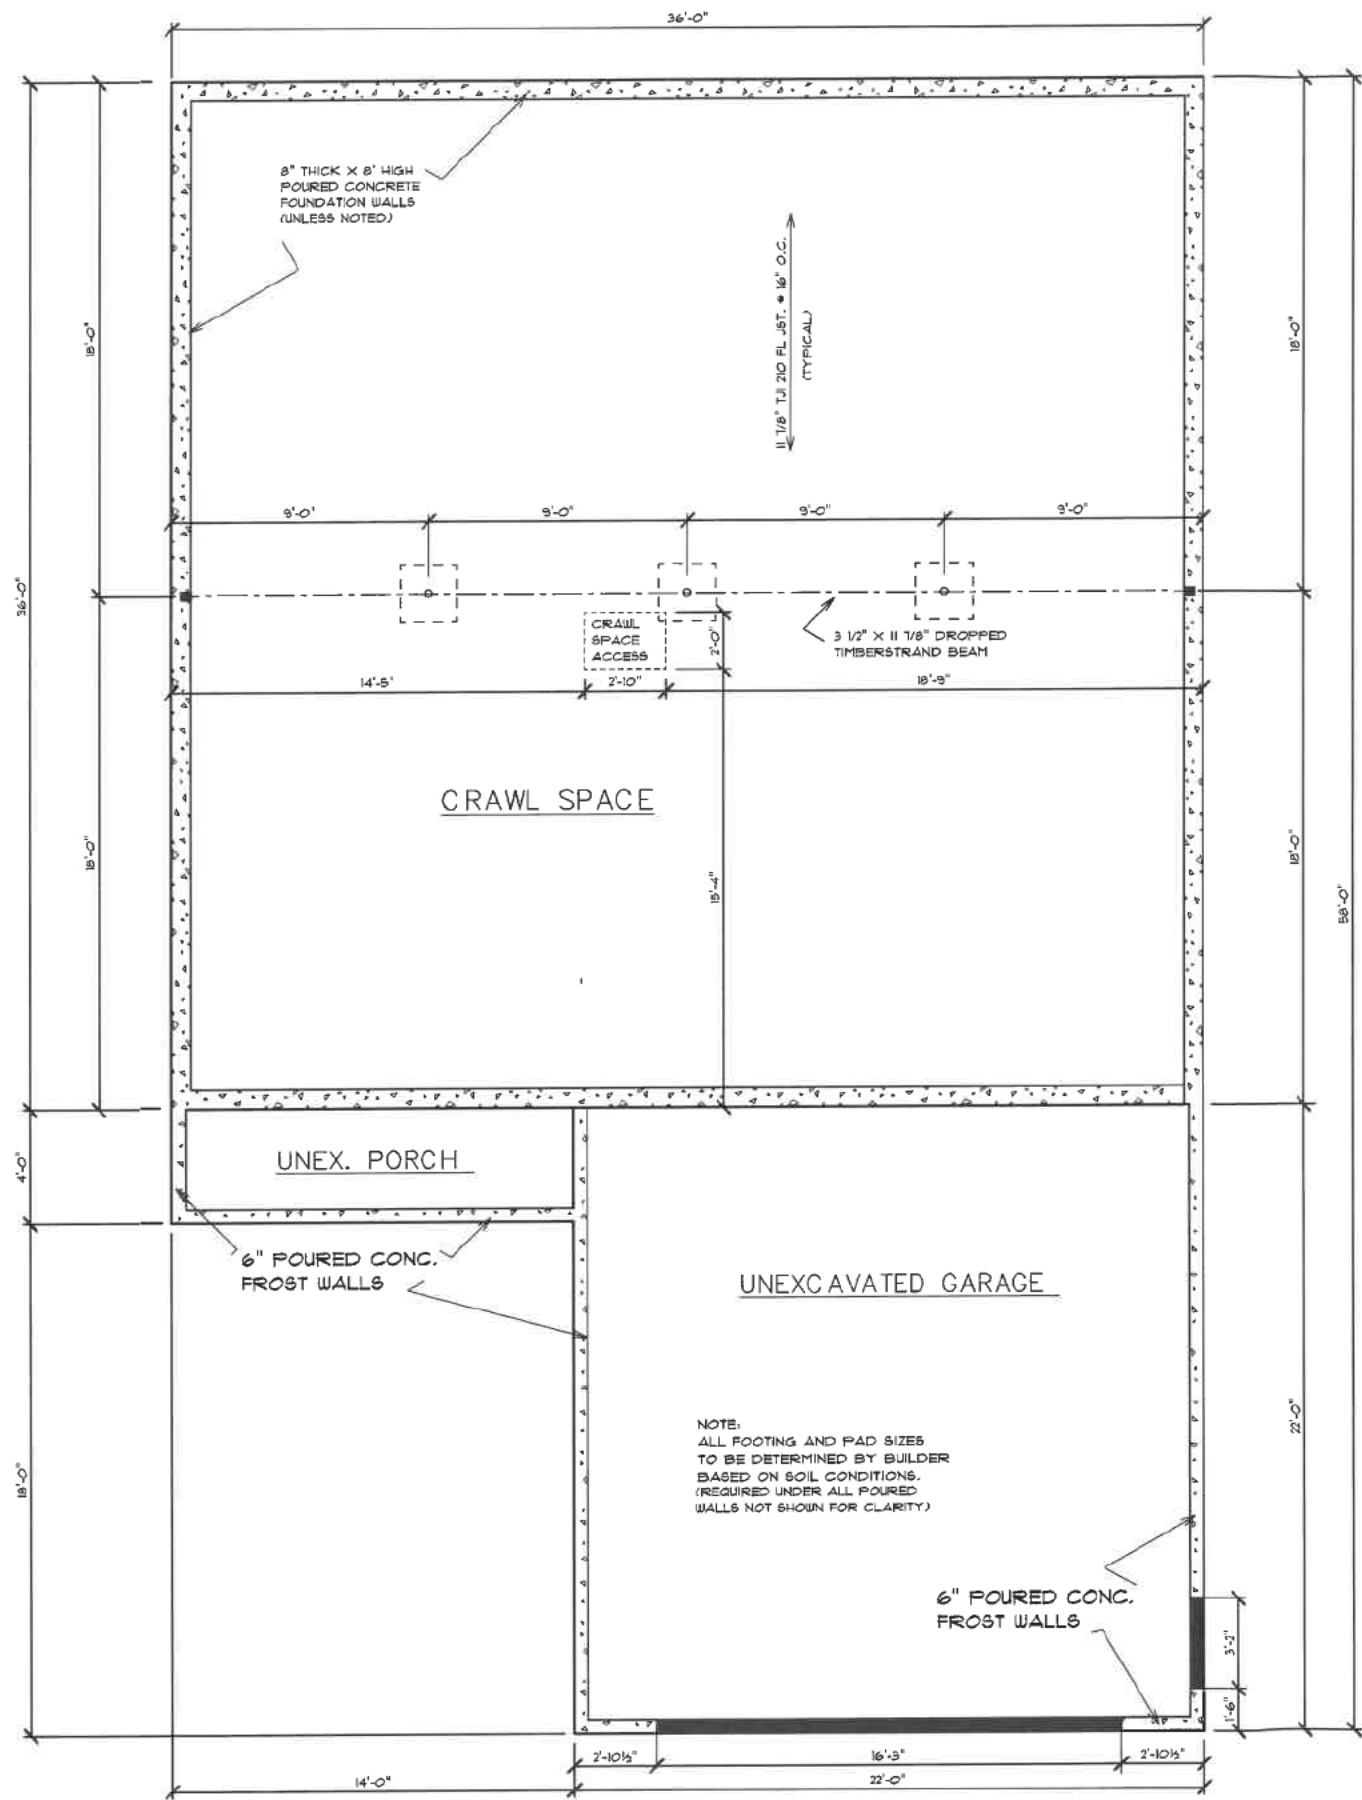 36'-0"
8" THICK X 8' HIGH
POURED CONCRETE
FOUNDATION WALLS
(UNLESS NOTED)
11 7/8" TJI 210 FL JST. @ 16" O.C.
(TYPICAL)
18'-0"
18'-0"
9'-0'
9'-0"
9'-0"
9'-0"
36'-0"
CRAWL
SPACE
ACCESS
2'-0"
3 1/2" X 11 7/8" DROPPED
TIMBERSTRAND BEAM
14'-5"
2'-10"
18'-9"
CRAWL SPACE
18'-0"
15'-4"
18'-0"
58'-0"
4'-0"
UNEX. PORCH
6" POURED CONC.
FROST WALLS
UNEXCAVATED GARAGE
NOTE:
ALL FOOTING AND PAD SIZES
TO BE DETERMINED BY BUILDER
BASED ON SOIL CONDITIONS.
(REQUIRED UNDER ALL POURED
WALLS NOT SHOWN FOR CLARITY)
22'-0"
18'-0"
6" POURED CONC.
FROST WALLS
3'-2"
1'-6"
2'-10½"
16'-3"
2'-10½"
14'-0"
22'-0"